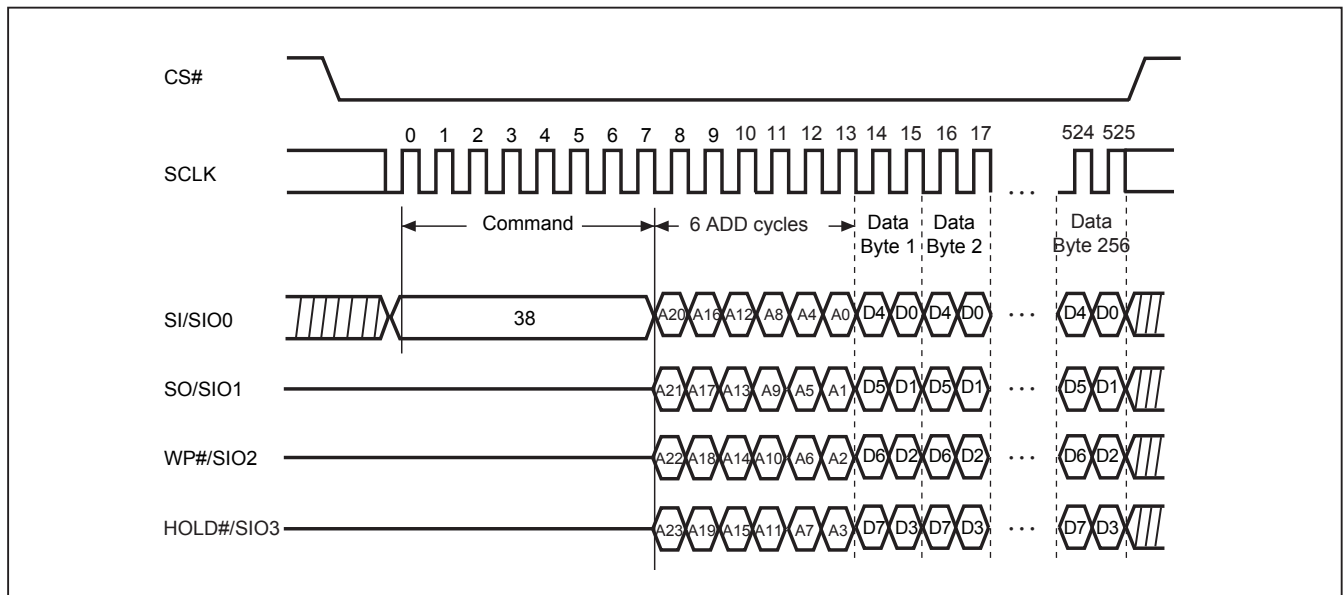 CS#
0 1 2 3 4 5 6 7 8 9 10 11 12 13 14 15 16 17 524 525
SCLK
...
Command 6 ADD cycles Data Byte 1 Data Byte 2 Data Byte 256
SI/SIO0 38 A20 A16 A12 A8 A4 A0 D4 D0 D4 D0 ... D4 D0
SO/SIO1 A21 A17 A13 A9 A5 A1 D5 D1 D5 D1 ... D5 D1
WP#/SIO2 A22 A18 A14 A10 A6 A2 D6 D2 D6 D2 ... D6 D2
HOLD#/SIO3 A23 A19 A15 A11 A7 A3 D7 D3 D7 D3 ... D7 D3